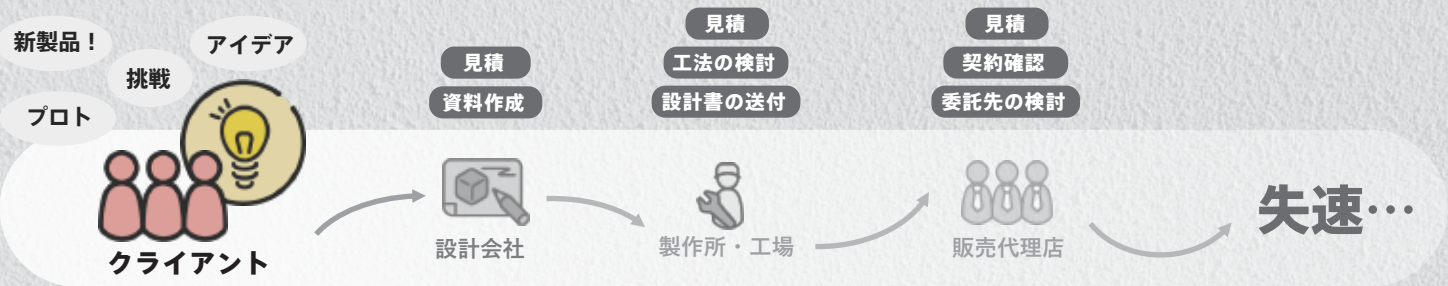 新製品！
アイデア
挑戦
プロト
クライアント
見積
資料作成
設計会社
見積
工法の検討
設計書の送付
製作所・工場
見積
契約確認
委託先の検討
販売代理店
失速…